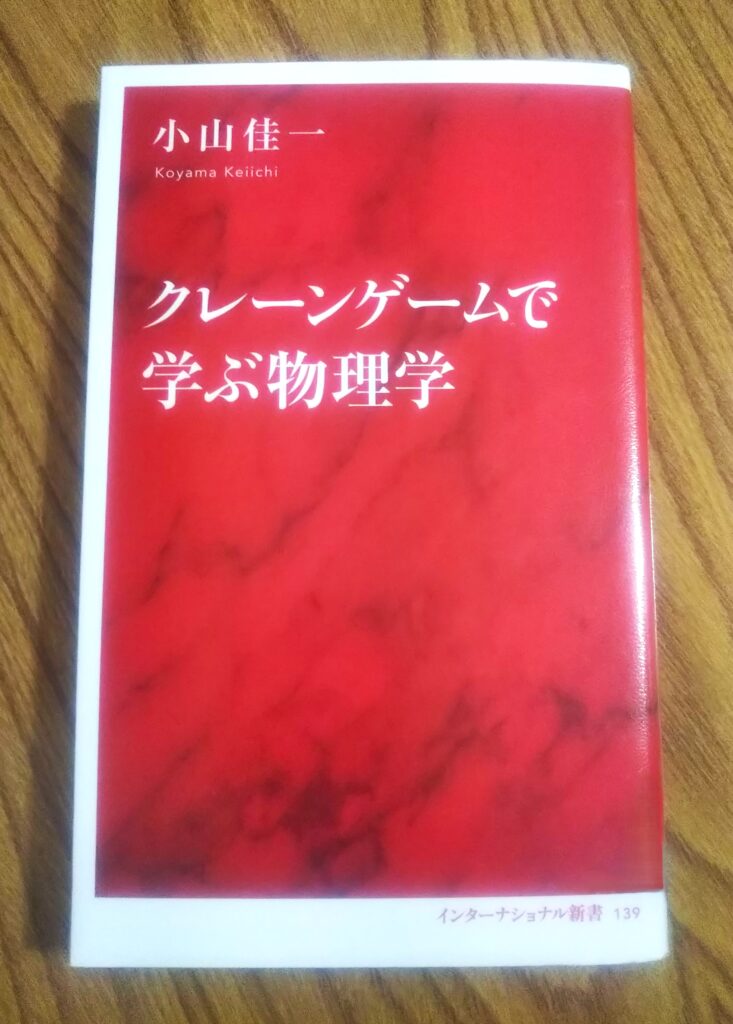 小山佳一
Koyama Keiichi
クレーンゲームで
学ぶ物理学
インターナショナル新書 139